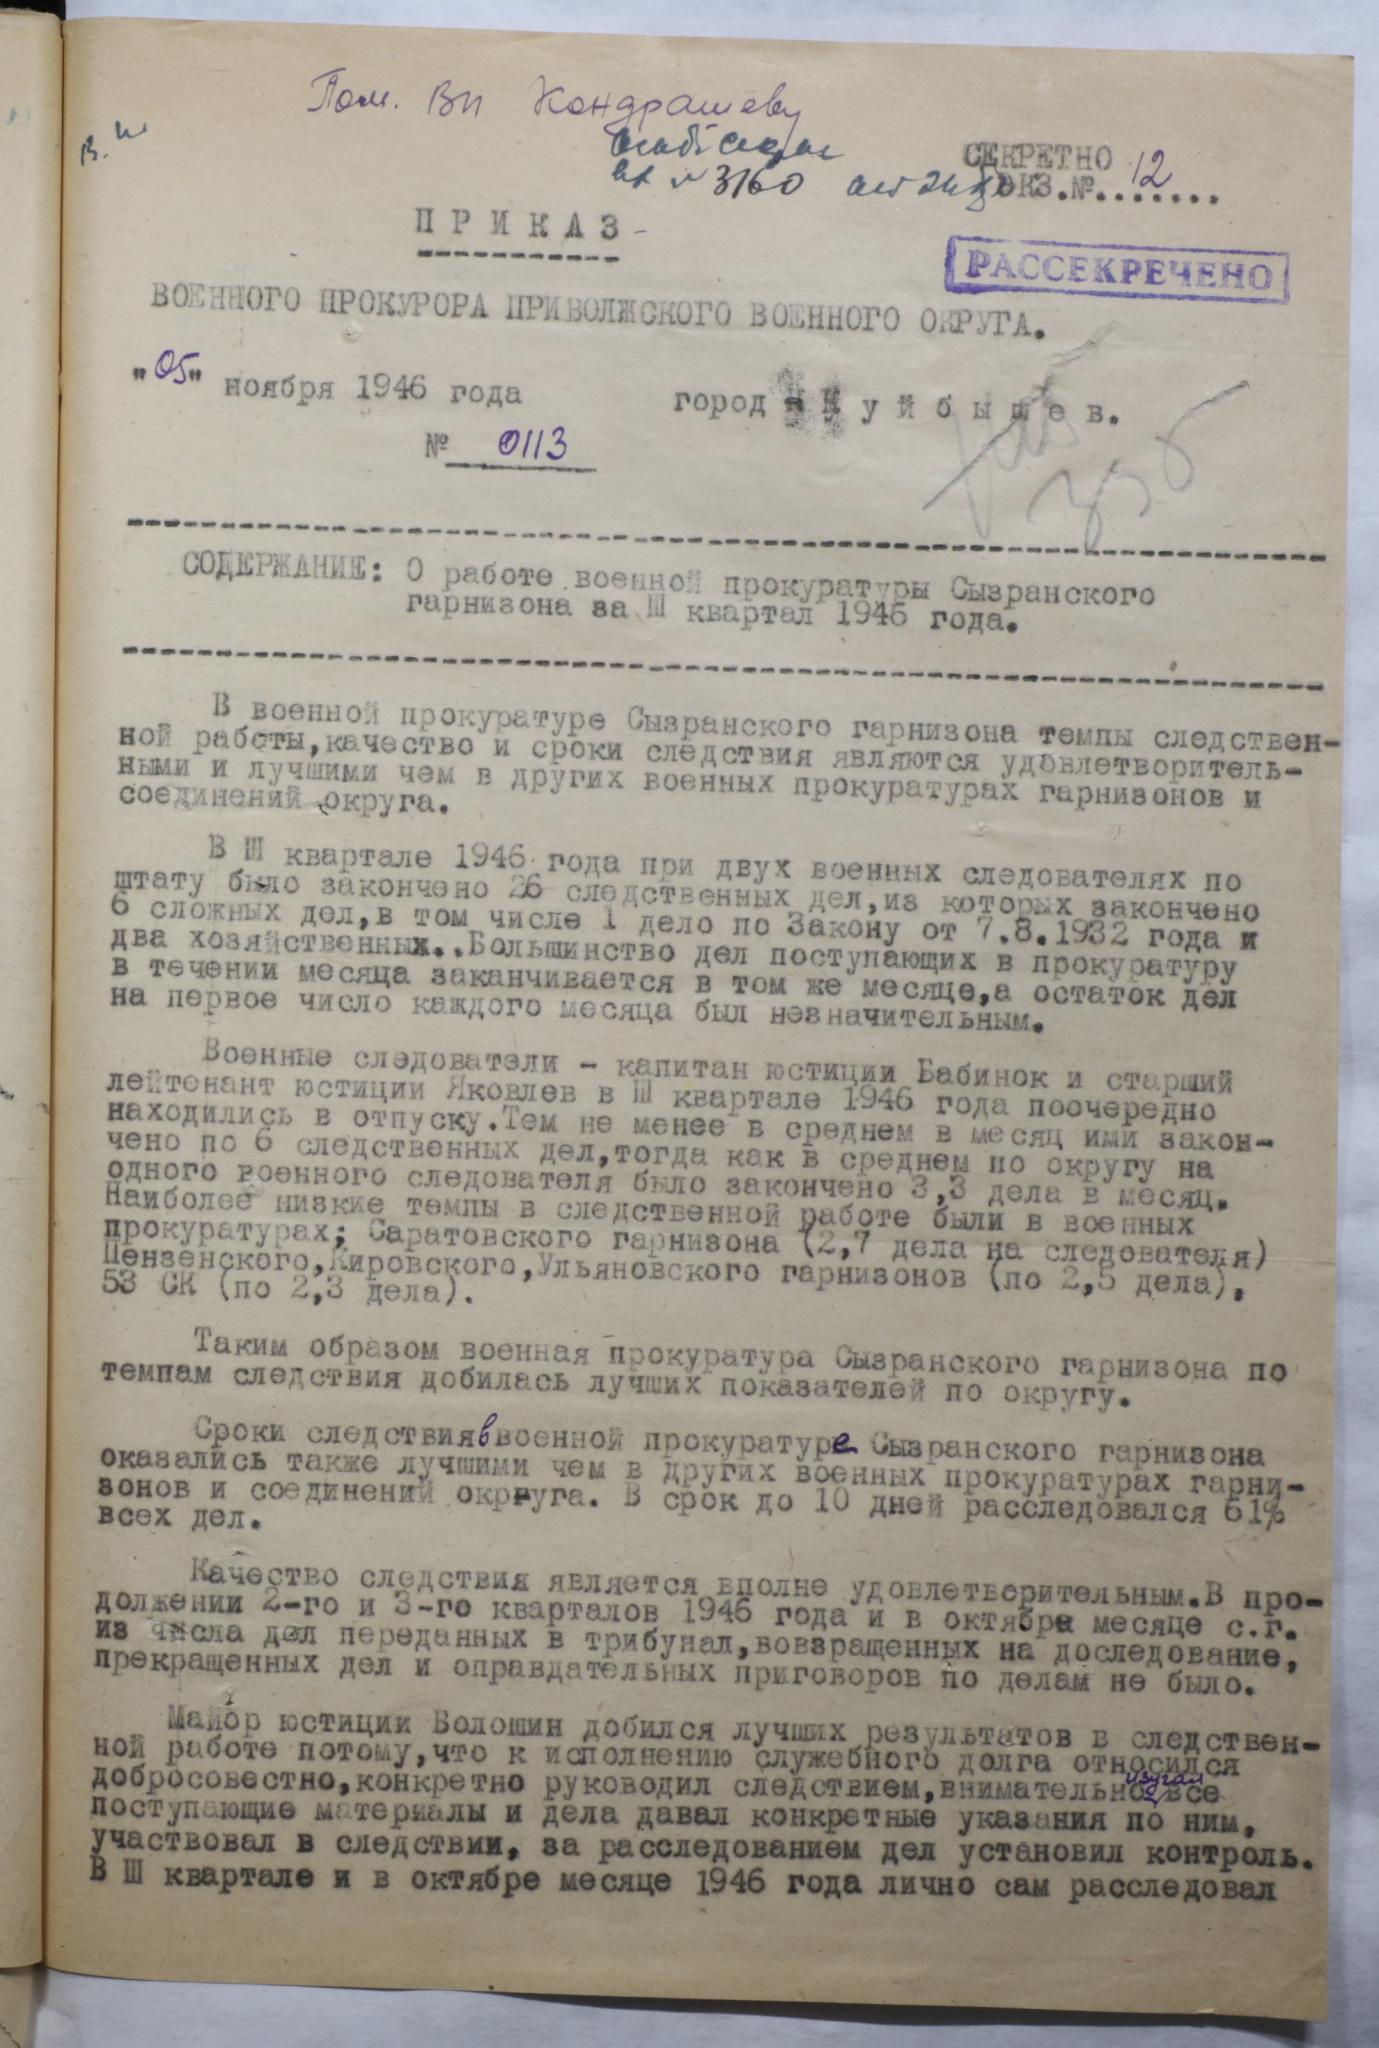 Пом. ВП Кондрашеву
В.
3160
СЕКРЕТНО
ЭКЗ.№.12......
П Р И К А З
РАССЕКРЕЧЕНО
ВОЕННОГО ПРОКУРОРА ПРИВОЛЖСКОГО ВОЕННОГО ОКРУГА.
"05" ноября 1946 года город К у й б ы ш е в.
№ 0113
СОДЕРЖАНИЕ: О работе военной прокуратуры Сызранского
гарнизона за Ш квартал 1946 года.
В военной прокуратуре Сызранского гарнизона темпы следствен-
ной работы,качество и сроки следствия являются удовлетворитель-
ными и лучшими чем в других военных прокуратурах гарнизонов и
соединений округа.
В Ш квартале 1946 года при двух военных следователях по
штату было закончено 26 следственных дел,из которых закончено
6 сложных дел,в том числе 1 дело по Закону от 7.8.1932 года и
два хозяйственных..Большинство дел поступающих в прокуратуру
в течении месяца заканчивается в том же месяце,а остаток дел
на первое число каждого месяца был незначительным.
Военные следователи - капитан юстиции Бабинок и старший
лейтенант юстиции Яковлев в Ш квартале 1946 года поочередно
находились в отпуску.Тем не менее в среднем в месяц ими закон-
чено по 6 следственных дел,тогда как в среднем по округу на
одного военного следователя было закончено 3,3 дела в месяц.
Наиболее низкие темпы в следственной работе были в военных
прокуратурах; Саратовского гарнизона (2,7 дела на следователя)
Пензенского,Кировского,Ульяновского гарнизонов (по 2,5 дела),
53 СК (по 2,3 дела).
Таким образом военная прокуратура Сызранского гарнизона по
темпам следствия добилась лучших показателей по округу.
Сроки следствия в военной прокуратуре Сызранского гарнизона
оказались также лучшими чем в других военных прокуратурах гарни-
зонов и соединений округа. В срок до 10 дней расследовался 61%
всех дел.
Качество следствия является вполне удовлетворительным.В про-
должении 2-го и 3-го кварталов 1946 года и в октябре месяце с.г.
из числа дел переданных в трибунал,вовзращенных на доследование,
прекращенных дел и оправдательных приговоров по делам не было.
Майор юстиции Волошин добился лучших результатов в следствен-
ной работе потому,что к исполнению служебного долга относился
добросовестно,конкретно руководил следствием,внимательно изучал все
поступающие материалы и дела давал конкретные указания по ним,
участвовал в следствии, за расследованием дел установил контроль.
В Ш квартале и в октябре месяце 1946 года лично сам расследовал